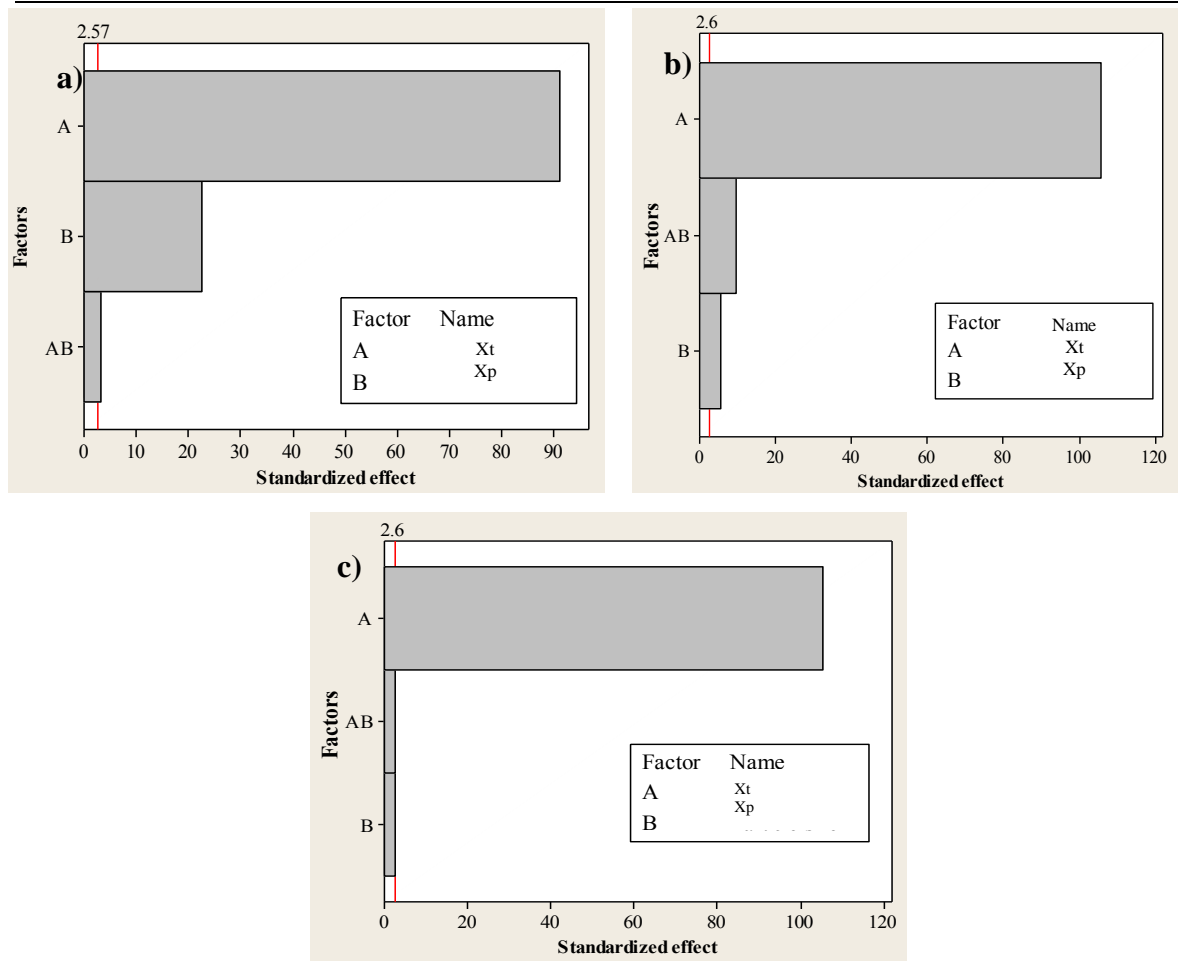 2.57
a)
A
B
AB
Factors
Factor Name
A Xt
B Xp
0 10 20 30 40 50 60 70 80 90
Standardized effect
2.6
b)
A
AB
B
Factors
Factor Name
A Xt
B Xp
0 20 40 60 80 100 120
Standardized effect
2.6
c)
A
AB
B
Factors
Factor Name
A Xt
B Xp
0 20 40 60 80 100 120
Standardized effect